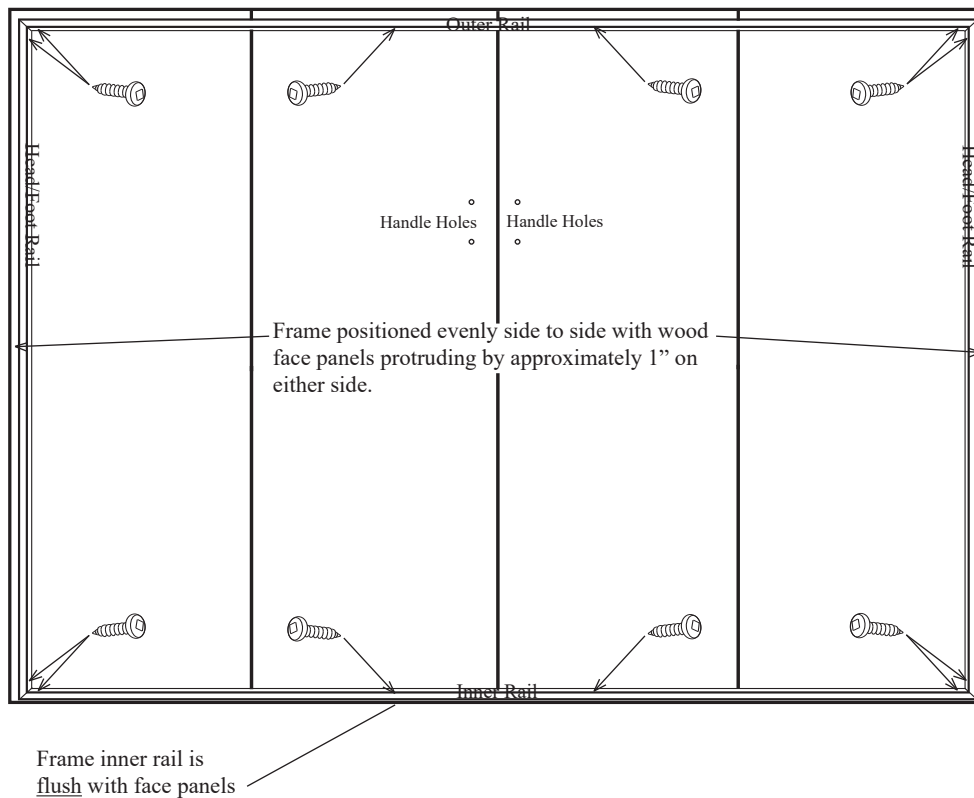 Outer Rail
Head/Foot Rail
Head/Foot Rail
Handle Holes
Handle Holes
Frame positioned evenly side to side with wood
face panels protruding by approximately 1” on
either side.
Inner Rail
Frame inner rail is
flush with face panels